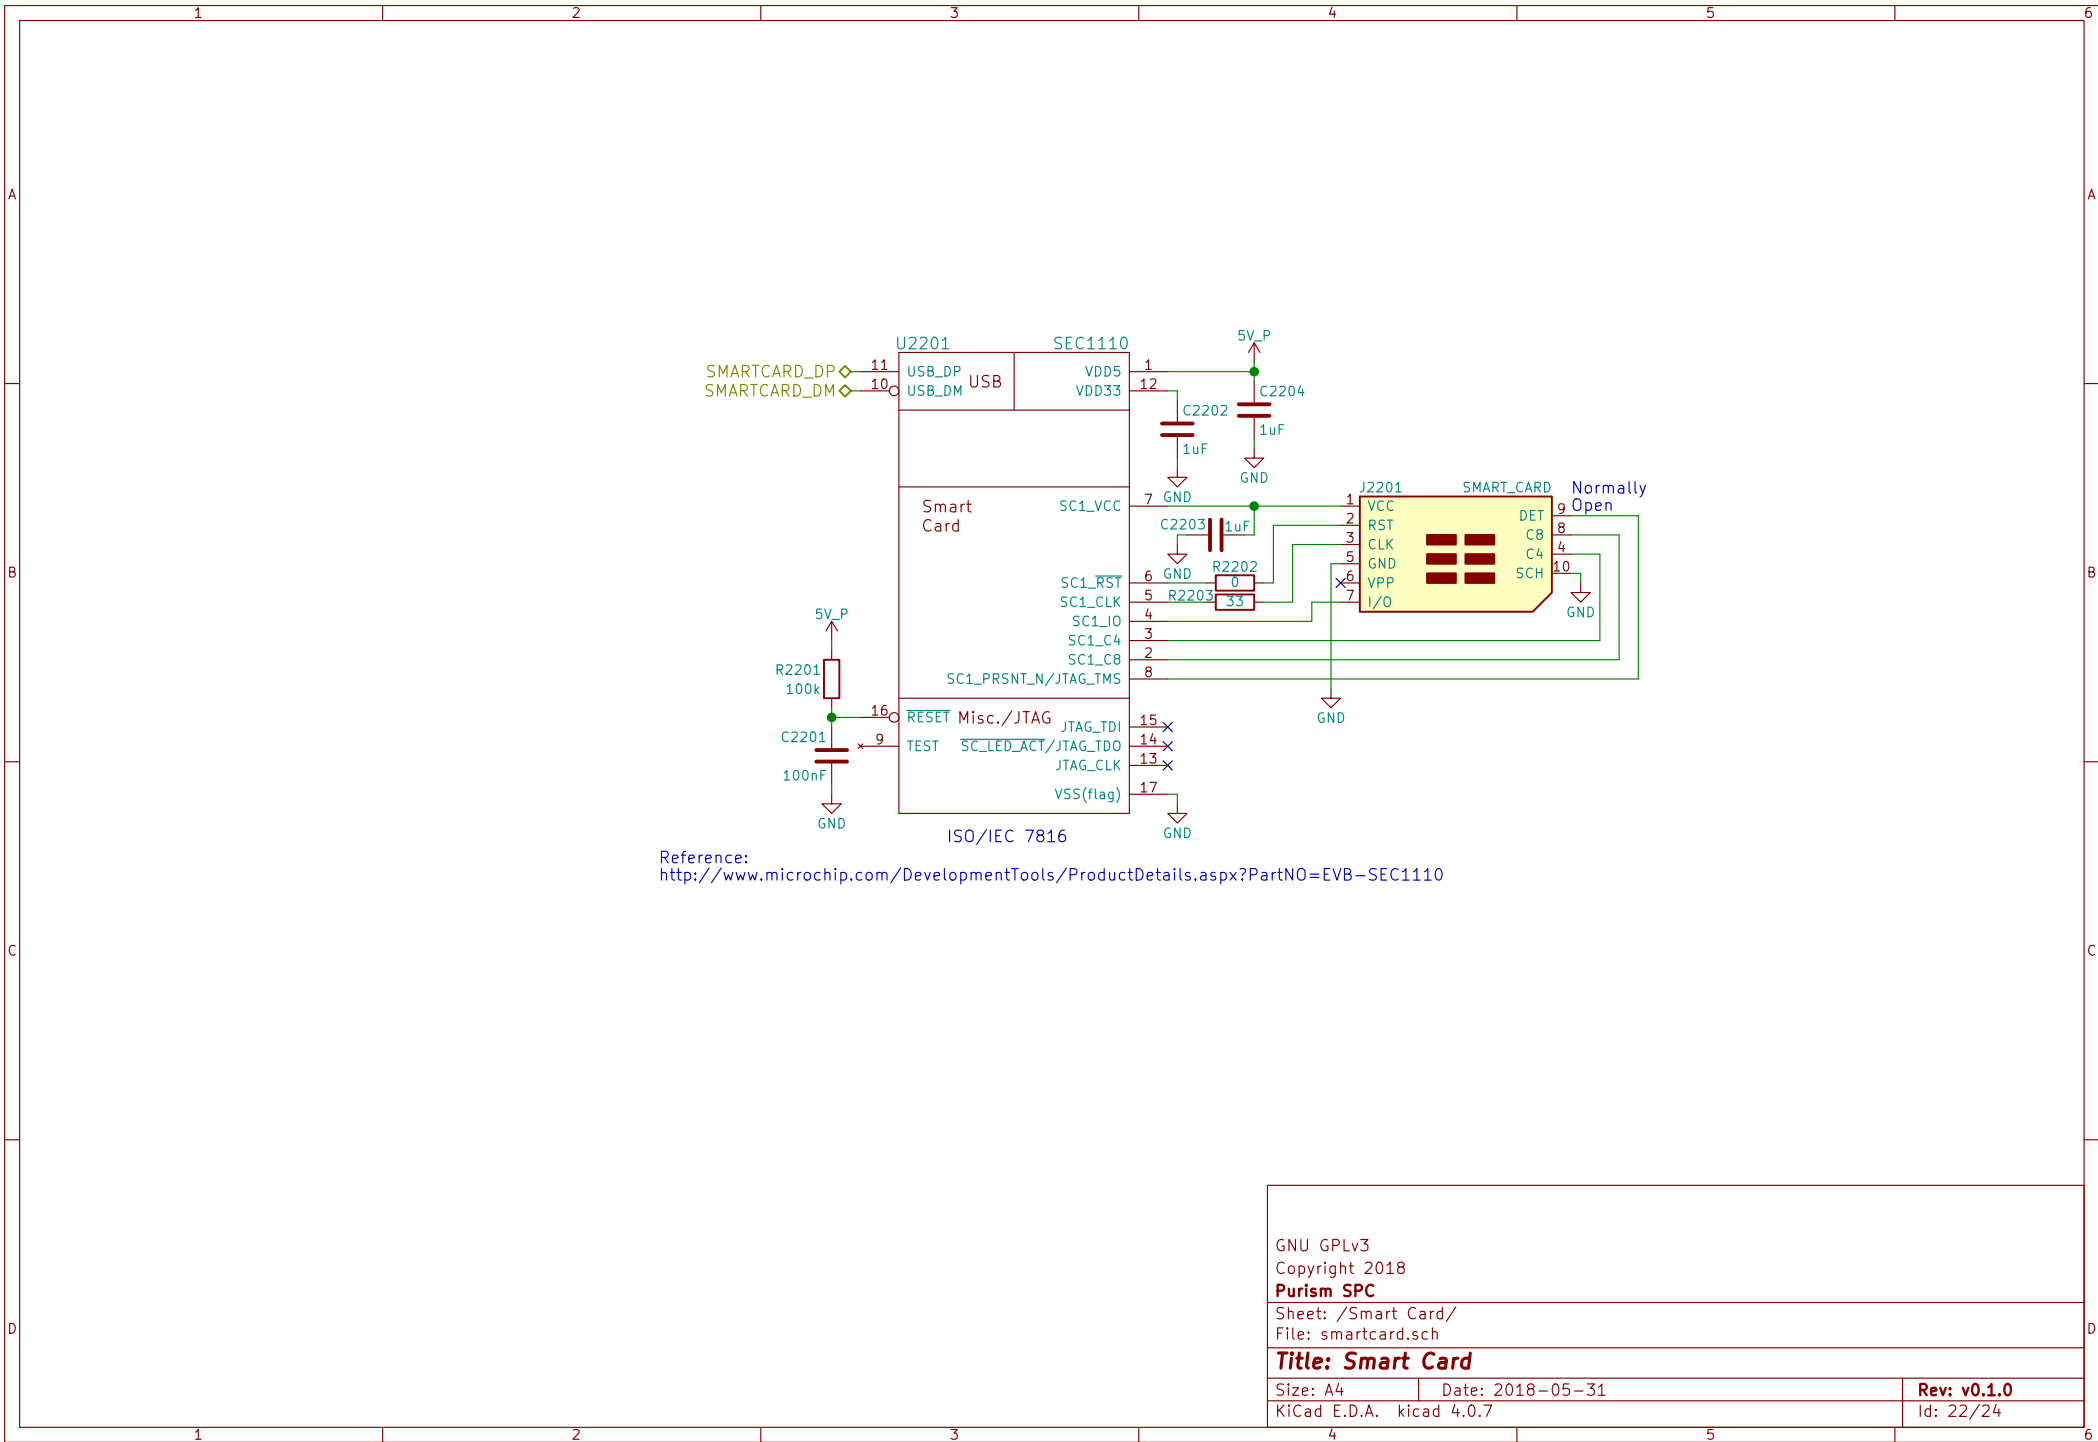 1 2 3 4 5 6
A A
B B
C C
D D
U2201 SEC1110
SMARTCARD_DP 11 USB_DP
SMARTCARD_DM 10 USB_DM
USB
VDD5 1
VDD33 12
5V_P
C2204
1uF
GND
C2202
1uF
GND
Smart
Card
SC1_VCC 7
C2203 1uF
GND
SC1_RST 6
R2202
0
SC1_CLK 5
R2203 33
SC1_IO 4
SC1_C4 3
SC1_C8 2
SC1_PRSNT_N/JTAG_TMS 8
J2201 SMART_CARD
Normally
Open
1 VCC
2 RST
3 CLK
5 GND
6 VPP
7 I/O
DET 9
C8 8
C4 4
SCH 10
GND
GND
5V_P
R2201
100k
16 RESET
Misc./JTAG
C2201
100nF
GND
9 TEST
JTAG_TDI 15
SC_LED_ACT/JTAG_TDO 14
JTAG_CLK 13
VSS(flag) 17
GND
ISO/IEC 7816
Reference:
http://www.microchip.com/DevelopmentTools/ProductDetails.aspx?PartNO=EVB-SEC1110
GNU GPLv3
Copyright 2018
Purism SPC
Sheet: /Smart Card/
File: smartcard.sch
Title: Smart Card
Size: A4 Date: 2018-05-31 Rev: v0.1.0
KiCad E.D.A. kicad 4.0.7 Id: 22/24
1 2 3 4 5 6